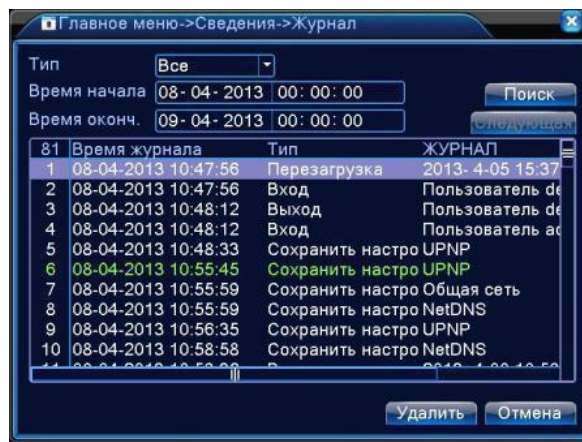 Главное меню->Сведения->Журнал
Тип Все
Время начала 08- 04- 2013 00: 00: 00 Поиск
Время оконч. 09- 04- 2013 00: 00: 00 Следующая
81 Время журнала Тип ЖУРНАЛ
1 08-04-2013 10:47:56 Перезагрузка 2013- 4-05 15:37
2 08-04-2013 10:47:56 Вход Пользователь de
3 08-04-2013 10:48:12 Выход Пользователь de
4 08-04-2013 10:48:12 Вход Пользователь ad
5 08-04-2013 10:48:33 Сохранить настро UPNP
6 08-04-2013 10:55:45 Сохранить настро UPNP
7 08-04-2013 10:55:59 Сохранить настро Общая сеть
8 08-04-2013 10:55:59 Сохранить настро NetDNS
9 08-04-2013 10:56:35 Сохранить настро UPNP
10 08-04-2013 10:58:58 Сохранить настро NetDNS
Удалить Отмена